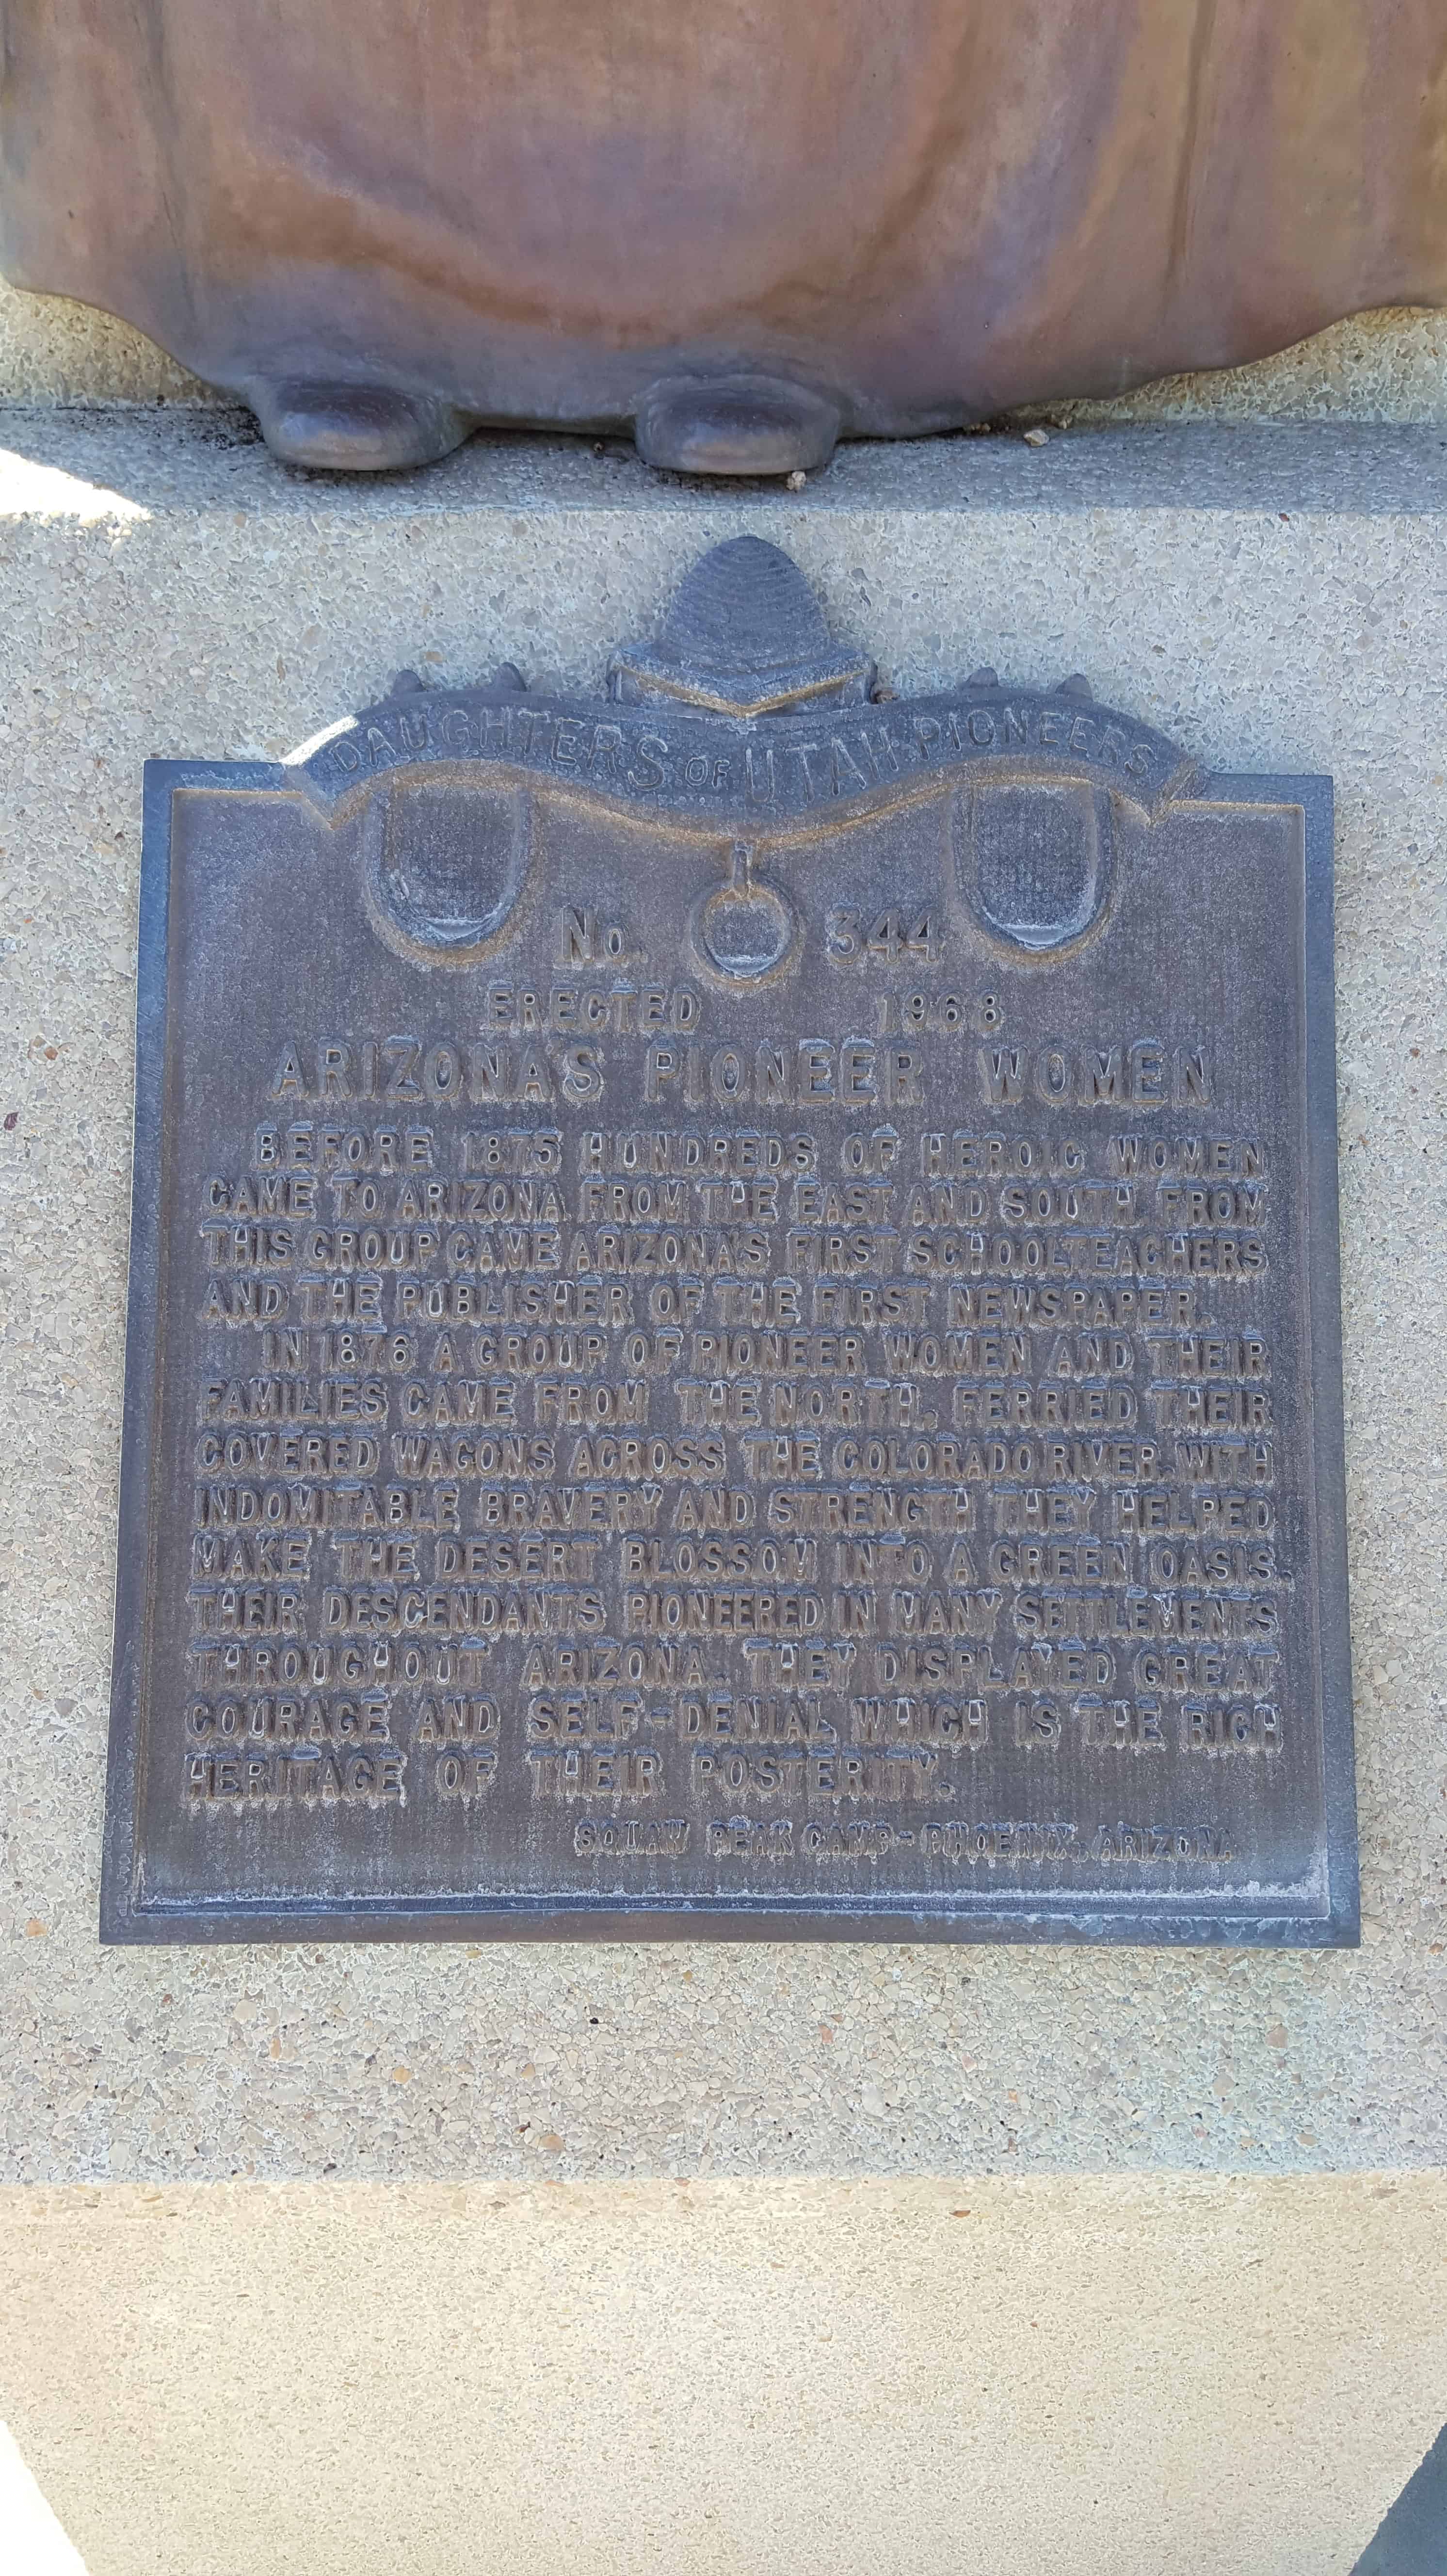 DAUGHTERS OF UTAH PIONEERS
No. 344
ERECTED 1968
ARIZONA'S PIONEER WOMEN
BEFORE 1875 HUNDREDS OF HEROIC WOMEN
CAME TO ARIZONA FROM THE EAST AND SOUTH. FROM
THIS GROUP CAME ARIZONA'S FIRST SCHOOLTEACHERS
AND THE PUBLISHER OF THE FIRST NEWSPAPER.
IN 1876 A GROUP OF PIONEER WOMEN AND THEIR
FAMILIES CAME FROM THE NORTH, FERRIED THEIR
COVERED WAGONS ACROSS THE COLORADO RIVER. WITH
INDOMITABLE BRAVERY AND STRENGTH THEY HELPED
MAKE THE DESERT BLOSSOM INTO A GREEN OASIS.
THEIR DESCENDANTS PIONEERED IN MANY SETTLEMENTS
THROUGHOUT ARIZONA. THEY DISPLAYED GREAT
COURAGE AND SELF-DENIAL WHICH IS THE RICH
HERITAGE OF THEIR POSTERITY.
SQUAW PEAK CAMP - PHOENIX, ARIZONA